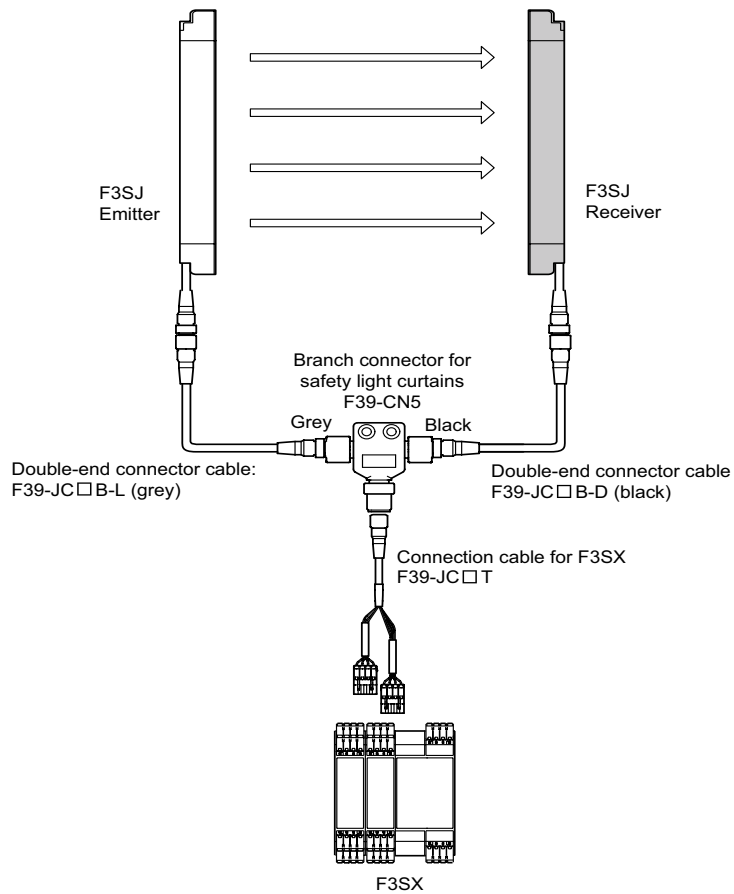 F3SJ
Emitter
F3SJ
Receiver
Branch connector for
safety light curtains
F39-CN5
Grey
Black
Double-end connector cable:
F39-JC□B-L (grey)
Double-end connector cable
F39-JC□B-D (black)
Connection cable for F3SX
F39-JC□T
F3SX